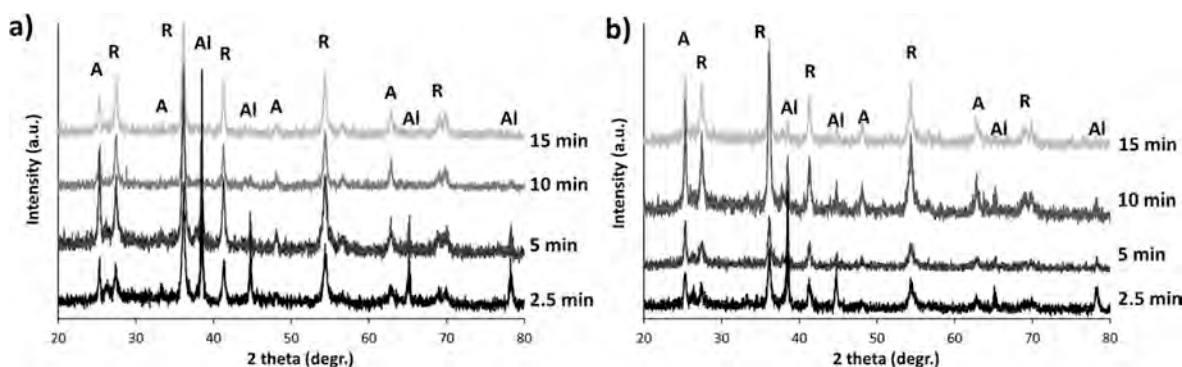 a)
R
Al
R
R
R
A
A
Al
A
A
Al
R
Al
15 min
10 min
5 min
2.5 min
Intensity (a.u.)
20 30 40 50 60 70 80
2 theta (degr.)
b)
A
R
R
Al
R
Al
A
R
A
Al
R
Al
15 min
10 min
5 min
2.5 min
Intensity (a.u.)
20 30 40 50 60 70 80
2 theta (degr.)